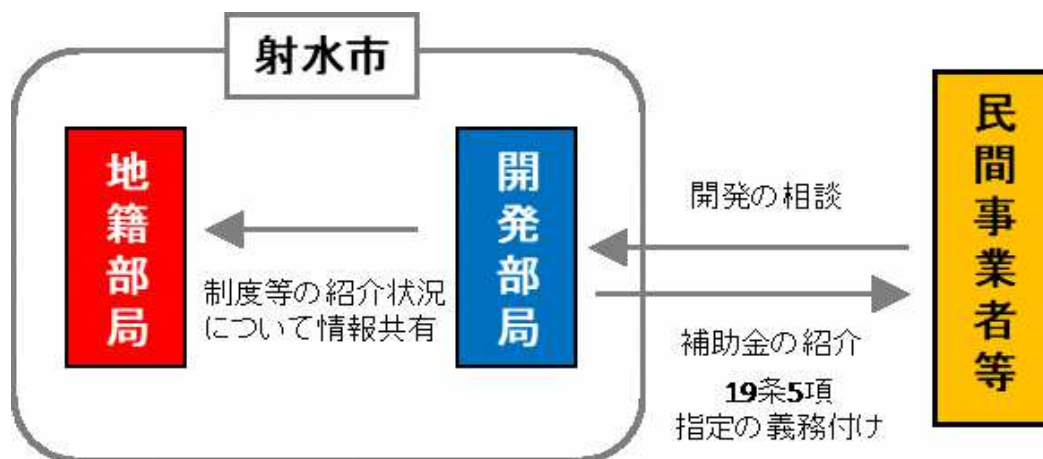 射水市
地籍部局
開発部局
民間事業者等
開発の相談
制度等の紹介状況
について情報共有
補助金の紹介
19条5項
指定の義務付け